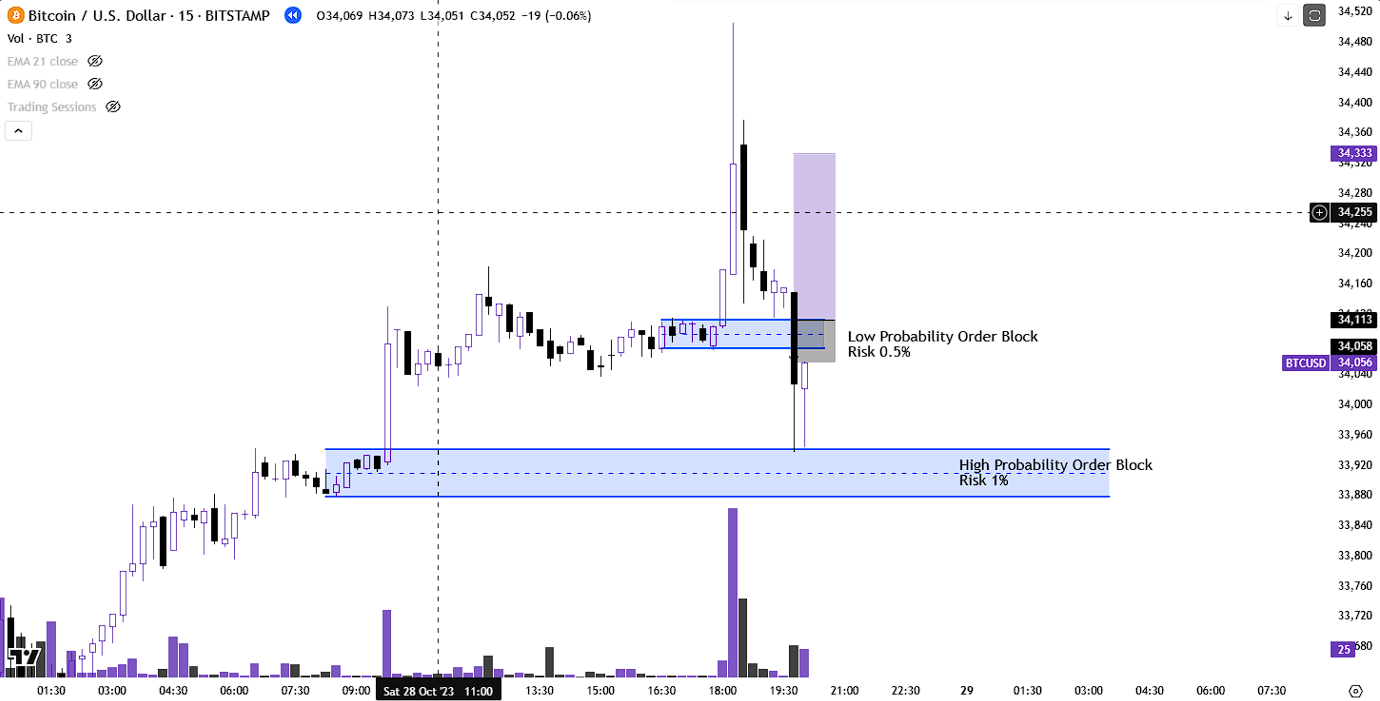 Bitcoin / U.S. Dollar · 15 · BITSTAMP O34,069 H34,073 L34,051 C34,052 −19 (−0.06%)
Vol · BTC 3
EMA 21 close
EMA 90 close
Trading Sessions
34,520
34,480
34,440
34,400
34,360
34,333
34,320
34,280
34,255
34,240
34,200
34,160
34,113
Low Probability Order Block
Risk 0.5%
34,058
BTCUSD 34,056
34,040
34,000
33,960
High Probability Order Block
Risk 1%
33,920
33,880
33,840
33,800
33,760
33,720
25
680
01:30 03:00 04:30 06:00 07:30 09:00 Sat 28 Oct '23 11:00 13:30 15:00 16:30 18:00 19:30 21:00 22:30 29 01:30 03:00 04:30 06:00 07:30